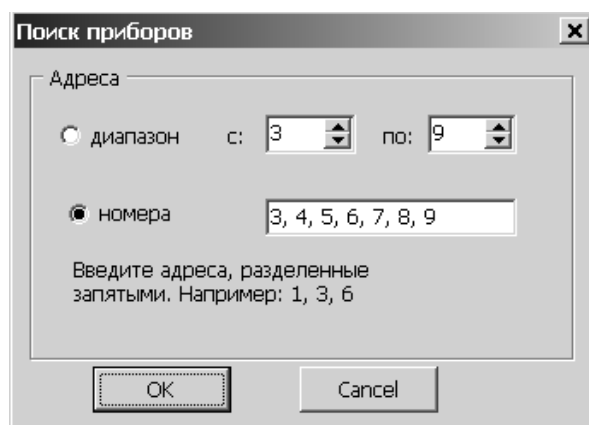 Поиск приборов
Адреса
диапазон с: 3 по: 9
номера 3, 4, 5, 6, 7, 8, 9
Введите адреса, разделенные
запятыми. Например: 1, 3, 6
OK Cancel